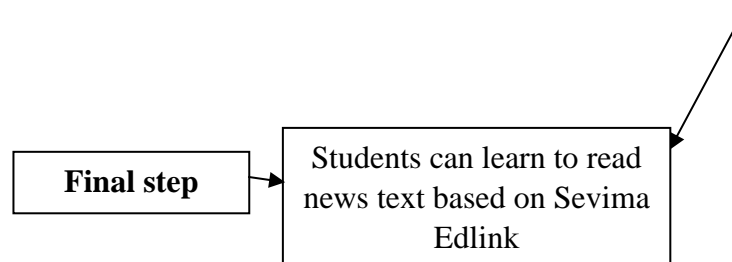 Final step
Students can learn to read
news text based on Sevima
Edlink